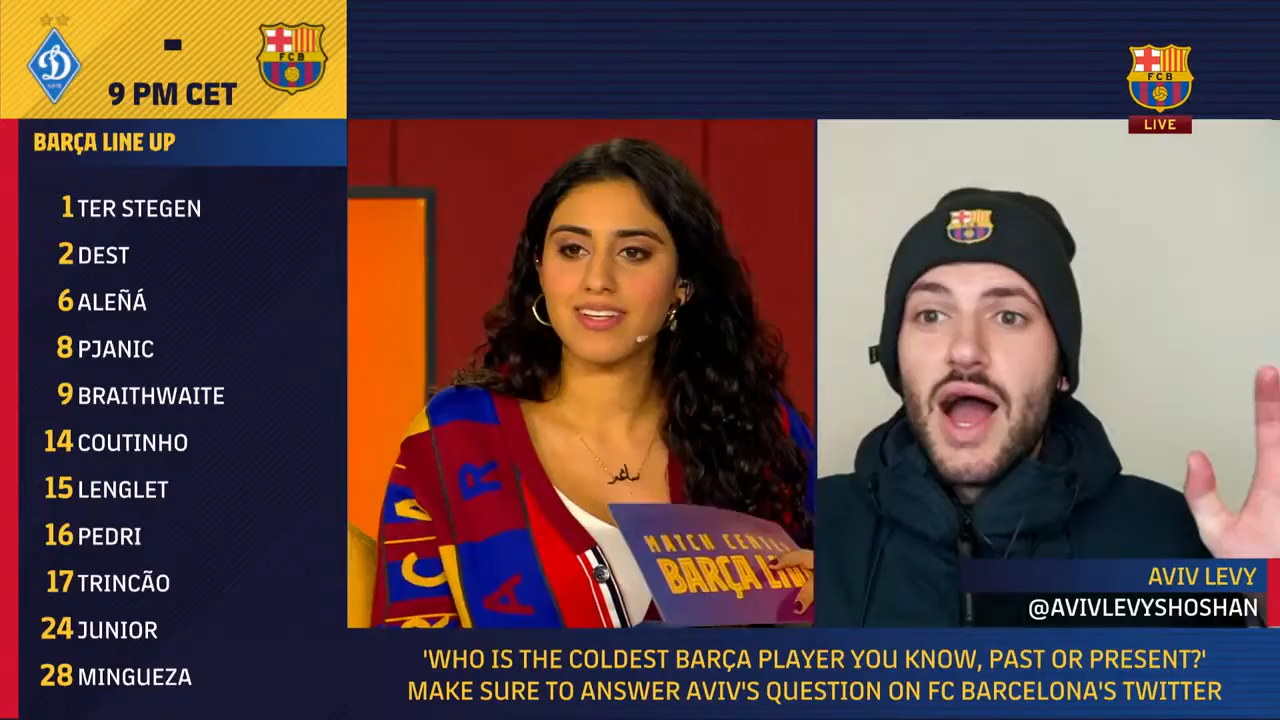 -
9 PM CET
FCB
FCB
LIVE
BARÇA LINE UP
1 TER STEGEN
2 DEST
6 ALEÑÁ
8 PJANIC
9 BRAITHWAITE
14 COUTINHO
15 LENGLET
16 PEDRI
17 TRINCÃO
24 JUNIOR
28 MINGUEZA
MATCH CENTER
BARÇA
AVIV LEVY
@AVIVLEVYSHOSHAN
'WHO IS THE COLDEST BARÇA PLAYER YOU KNOW, PAST OR PRESENT?'
MAKE SURE TO ANSWER AVIV'S QUESTION ON FC BARCELONA'S TWITTER